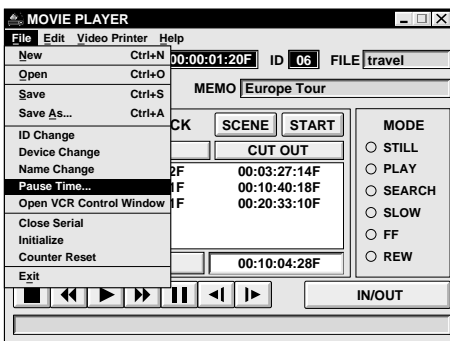 MOVIE PLAYER
File Edit Video Printer Help
New Ctrl+N
Open Ctrl+O
Save Ctrl+S
Save As... Ctrl+A
ID Change
Device Change
Name Change
Pause Time...
Open VCR Control Window
Close Serial
Initialize
Counter Reset
Exit
00:00:01:20F ID 06 FILE travel
MEMO Europe Tour
CK SCENE START
CUT OUT
2F 00:03:27:14F
1F 00:10:40:18F
1F 00:20:33:10F
00:10:04:28F
MODE
STILL
PLAY
SEARCH
SLOW
FF
REW
IN/OUT